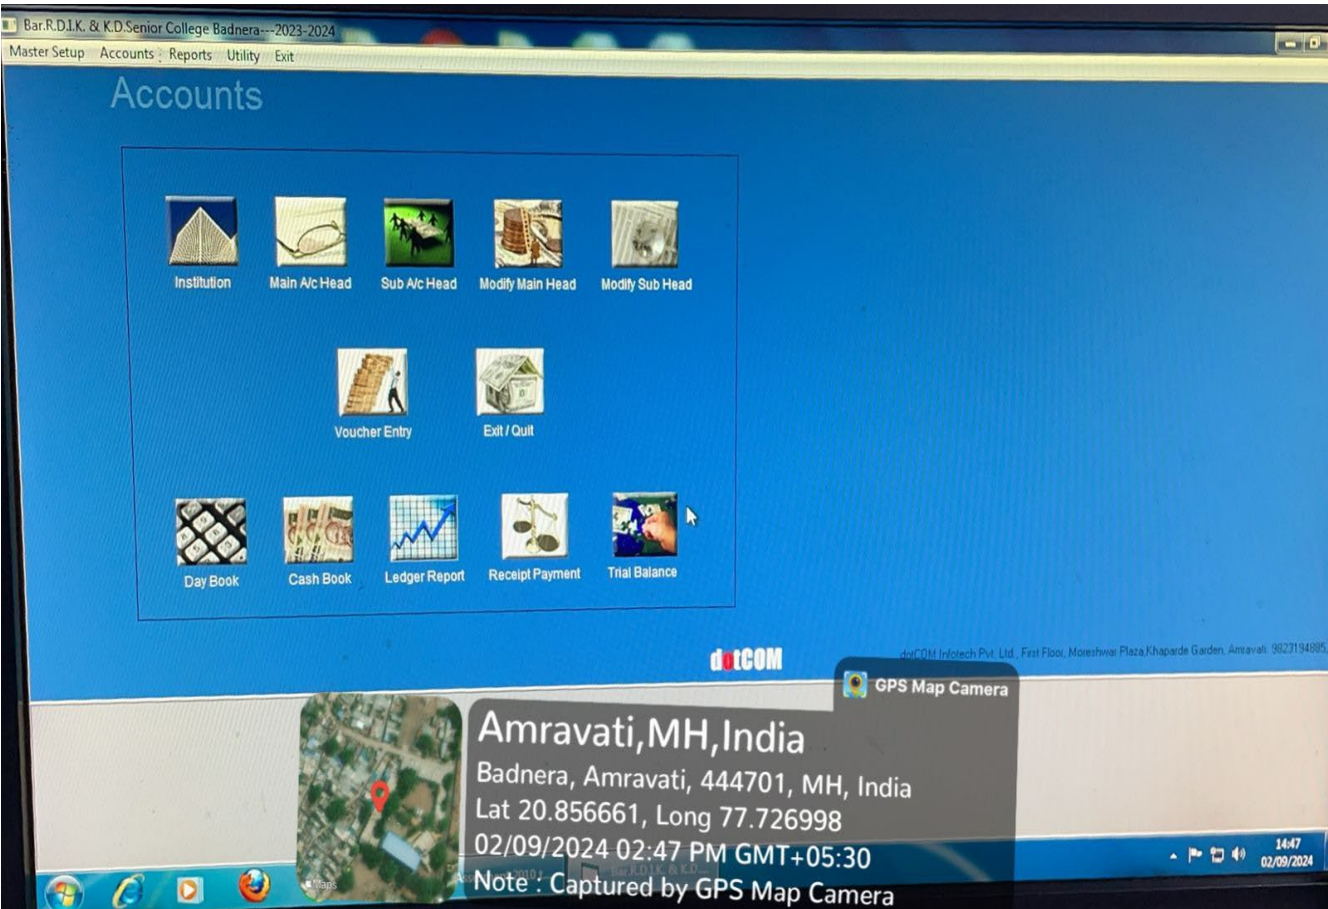 Bar.R.D.I.K. & K.D.Senior College Badnera---2023-2024
Master Setup Accounts Reports Utility Exit
Accounts
Institution Main A/c Head Sub A/c Head Modify Main Head Modify Sub Head
Voucher Entry Exit / Quit
Day Book Cash Book Ledger Report Receipt Payment Trial Balance
dotCOM
dotCOM Infotech Pvt. Ltd., First Floor, Moreshwar Plaza,Khaparde Garden, Amravati. 9823194885,
GPS Map Camera
Amravati,MH,India
Badnera, Amravati, 444701, MH, India
Lat 20.856661, Long 77.726998
02/09/2024 02:47 PM GMT+05:30
Note : Captured by GPS Map Camera
Maps
Bar.R.D.I.K. & K.D...
14:47
02/09/2024